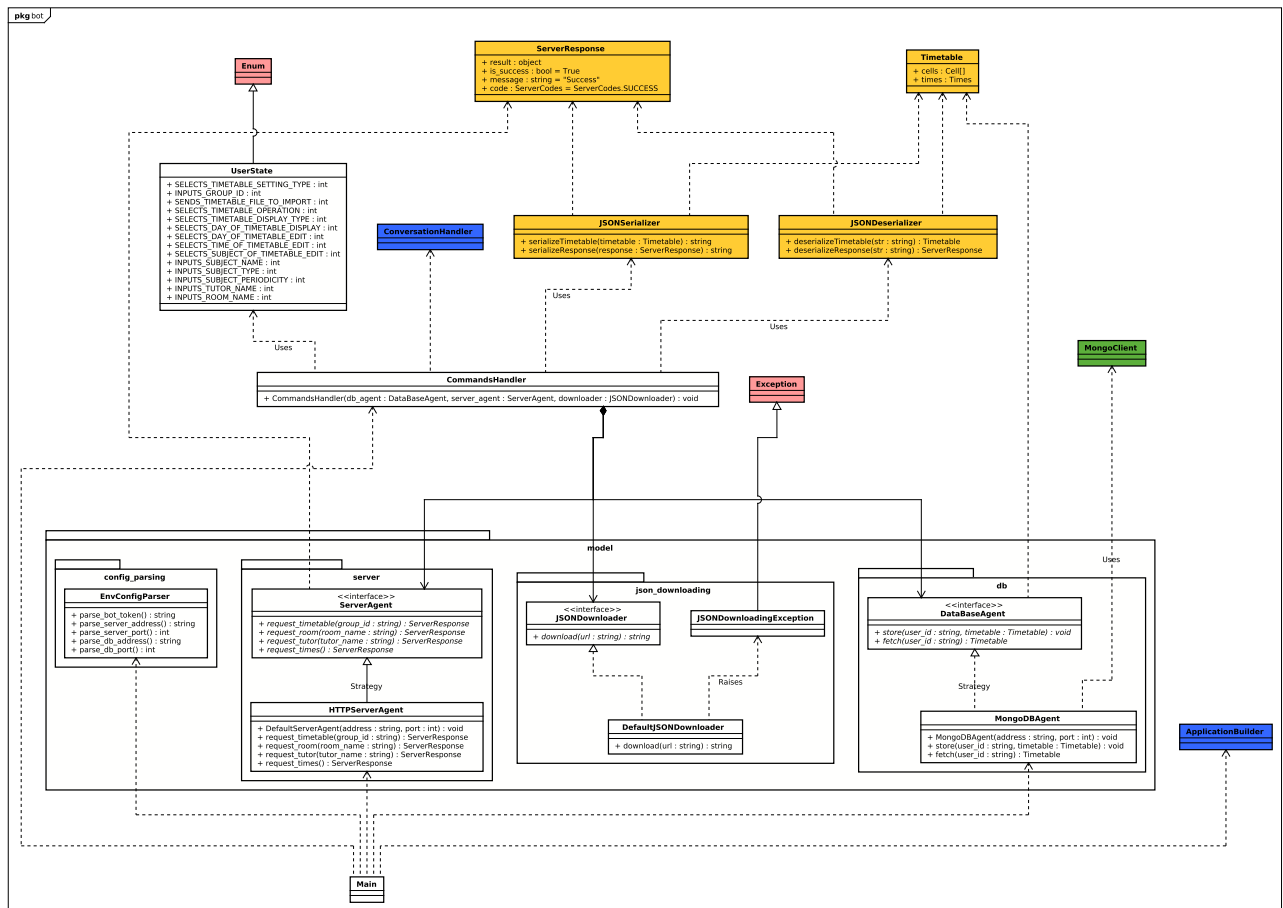 pkg bot
ServerResponse
+ result : object
+ is_success : bool = True
+ message : string = "Success"
+ code : ServerCodes = ServerCodes.SUCCESS
Timetable
+ cells : Cell[]
+ times : Times
Enum
UserState
+ SELECTS_TIMETABLE_SETTING_TYPE : int
+ INPUTS_GROUP_ID : int
+ SENDS_TIMETABLE_FILE_TO_IMPORT : int
+ SELECTS_TIMETABLE_OPERATION : int
+ SELECTS_TIMETABLE_DISPLAY_TYPE : int
+ SELECTS_DAY_OF_TIMETABLE_DISPLAY : int
+ SELECTS_DAY_OF_TIMETABLE_EDIT : int
+ SELECTS_TIME_OF_TIMETABLE_EDIT : int
+ SELECTS_SUBJECT_OF_TIMETABLE_EDIT : int
+ INPUTS_SUBJECT_NAME : int
+ INPUTS_SUBJECT_TYPE : int
+ INPUTS_SUBJECT_PERIODICITY : int
+ INPUTS_TUTOR_NAME : int
+ INPUTS_ROOM_NAME : int
ConversationHandler
JSONSerializer
+ serializeTimetable(timetable : Timetable) : string
+ serializeResponse(response : ServerResponse) : string
JSONDeserializer
+ deserializeTimetable(str : string) : Timetable
+ deserializeResponse(str : string) : ServerResponse
Uses
Uses
Uses
MongoClient
CommandsHandler
+ CommandsHandler(db_agent : DataBaseAgent, server_agent : ServerAgent, downloader : JSONDownloader) : void
Exception
model
Uses
config_parsing
EnvConfigParser
+ parse_bot_token() : string
+ parse_server_address() : string
+ parse_server_port() : int
+ parse_db_address() : string
+ parse_db_port() : int
server
<<interface>>
ServerAgent
+ request_timetable(group_id : string) : ServerResponse
+ request_room(room_name : string) : ServerResponse
+ request_tutor(tutor_name : string) : ServerResponse
+ request_times() : ServerResponse
Strategy
HTTPServerAgent
+ DefaultServerAgent(address : string, port : int) : void
+ request_timetable(group_id : string) : ServerResponse
+ request_room(room_name : string) : ServerResponse
+ request_tutor(tutor_name : string) : ServerResponse
+ request_times() : ServerResponse
json_downloading
<<interface>>
JSONDownloader
+ download(url : string) : string
JSONDownloadingException
Raises
DefaultJSONDownloader
+ download(url : string) : string
db
<<interface>>
DataBaseAgent
+ store(user_id : string, timetable : Timetable) : void
+ fetch(user_id : string) : Timetable
Strategy
MongoDBAgent
+ MongoDBAgent(address : string, port : int) : void
+ store(user_id : string, timetable : Timetable) : void
+ fetch(user_id : string) : Timetable
ApplicationBuilder
Main